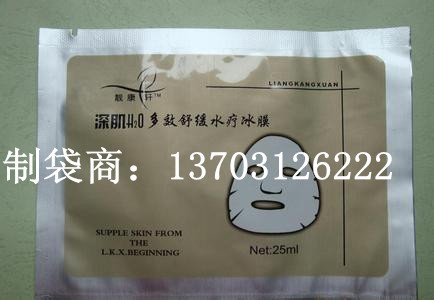 靓康轩™
LIANGKANGXUAN
深肌H₂O多效舒缓水疗冰膜
制袋商：13703126222
SUPPLE SKIN FROM
THE
L.K.X.BEGINNING
Net:25ml